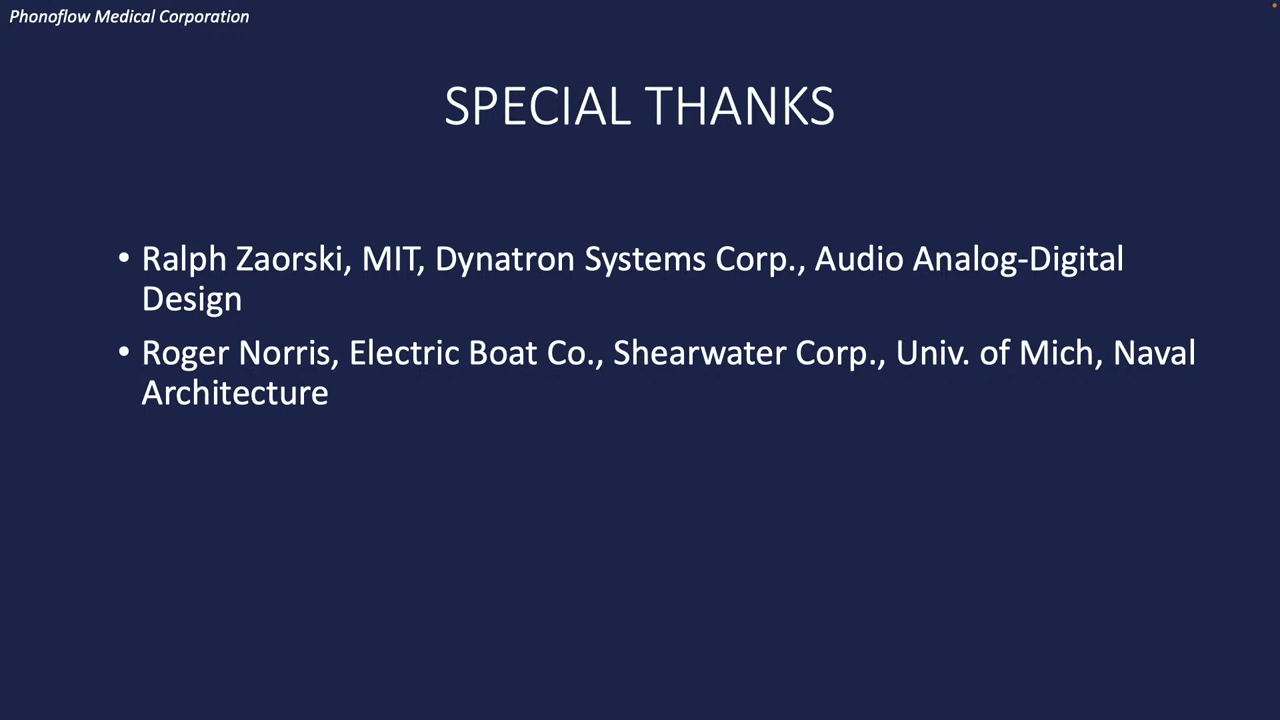 Phonoflow Medical Corporation
SPECIAL THANKS
• Ralph Zaorski, MIT, Dynatron Systems Corp., Audio Analog-Digital
Design
• Roger Norris, Electric Boat Co., Shearwater Corp., Univ. of Mich, Naval
Architecture